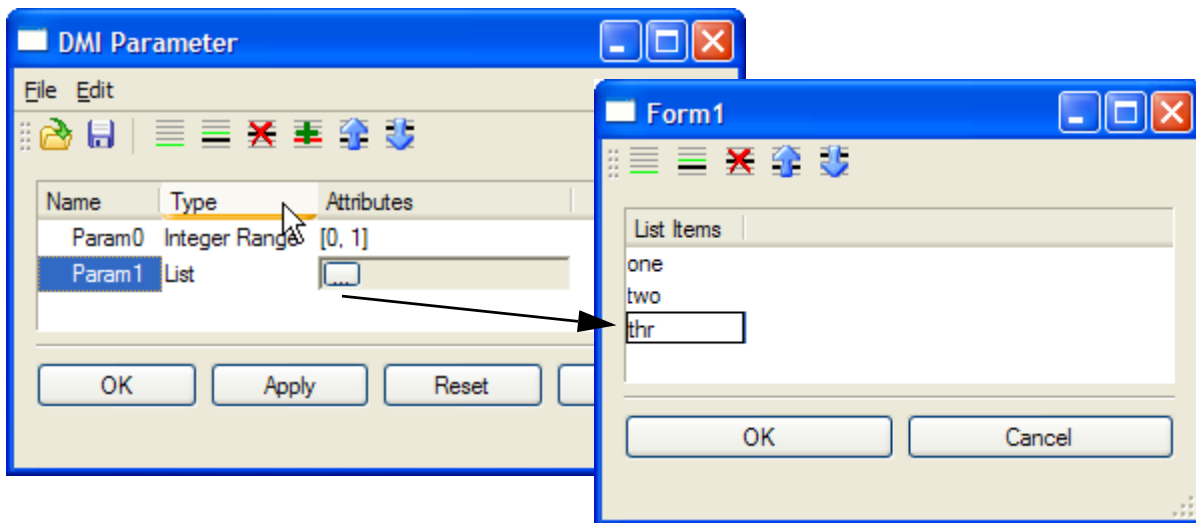 DMI Parameter
File Edit
Name Type Attributes
Param0 Integer Range [0, 1]
Param1 List ...
OK Apply Reset
Form1
List Items
one
two
thr
OK Cancel